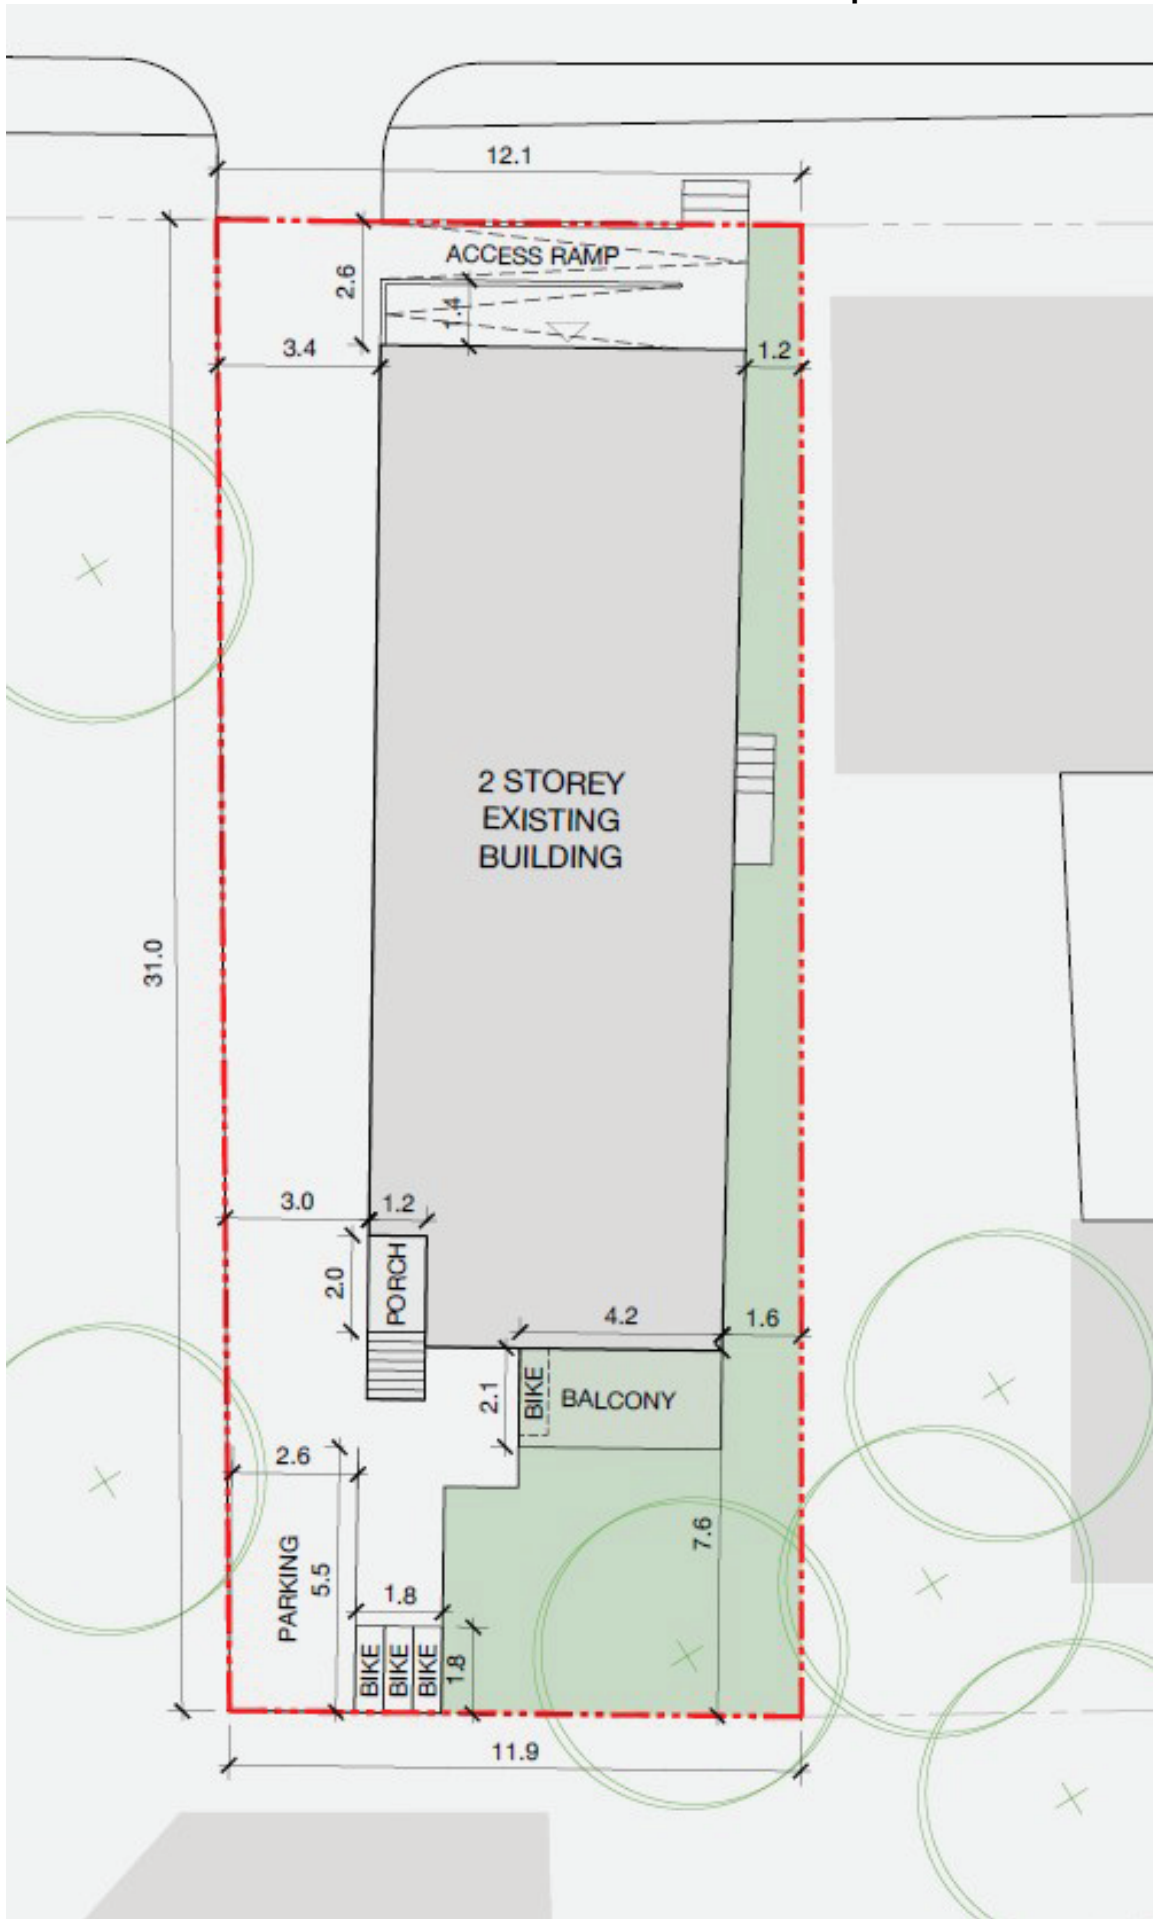 12.1
ACCESS RAMP
2.6
1.4
3.4
1.2
2 STOREY
EXISTING
BUILDING
31.0
3.0
1.2
2.0
PORCH
4.2
1.6
2.1
BIKE
BALCONY
2.6
7.6
PARKING
5.5
1.8
BIKE
BIKE
BIKE
1.8
11.9